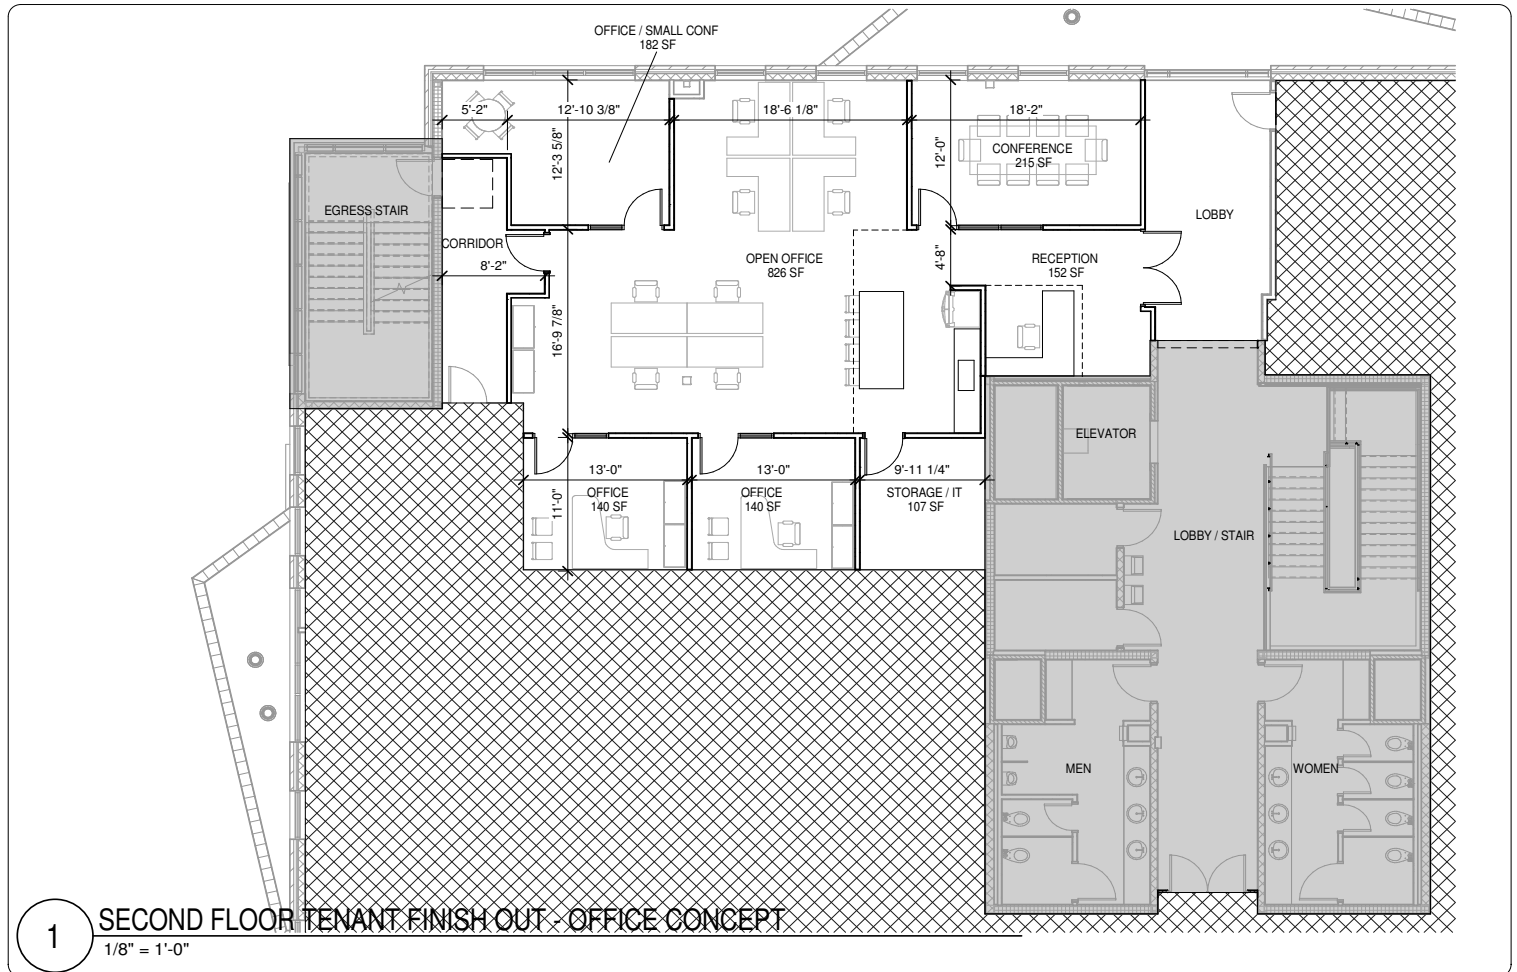 OFFICE / SMALL CONF
182 SF
5'-2"
12'-10 3/8"
18'-6 1/8"
18'-2"
12'-3 5/8"
12'-0"
CONFERENCE
215 SF
EGRESS STAIR
LOBBY
CORRIDOR
8'-2"
OPEN OFFICE
826 SF
4'-8"
RECEPTION
152 SF
16'-9 7/8"
ELEVATOR
13'-0"
13'-0"
9'-11 1/4"
11'-0"
OFFICE
140 SF
OFFICE
140 SF
STORAGE / IT
107 SF
LOBBY / STAIR
MEN
WOMEN
1
SECOND FLOOR TENANT FINISH OUT - OFFICE CONCEPT
1/8" = 1'-0"